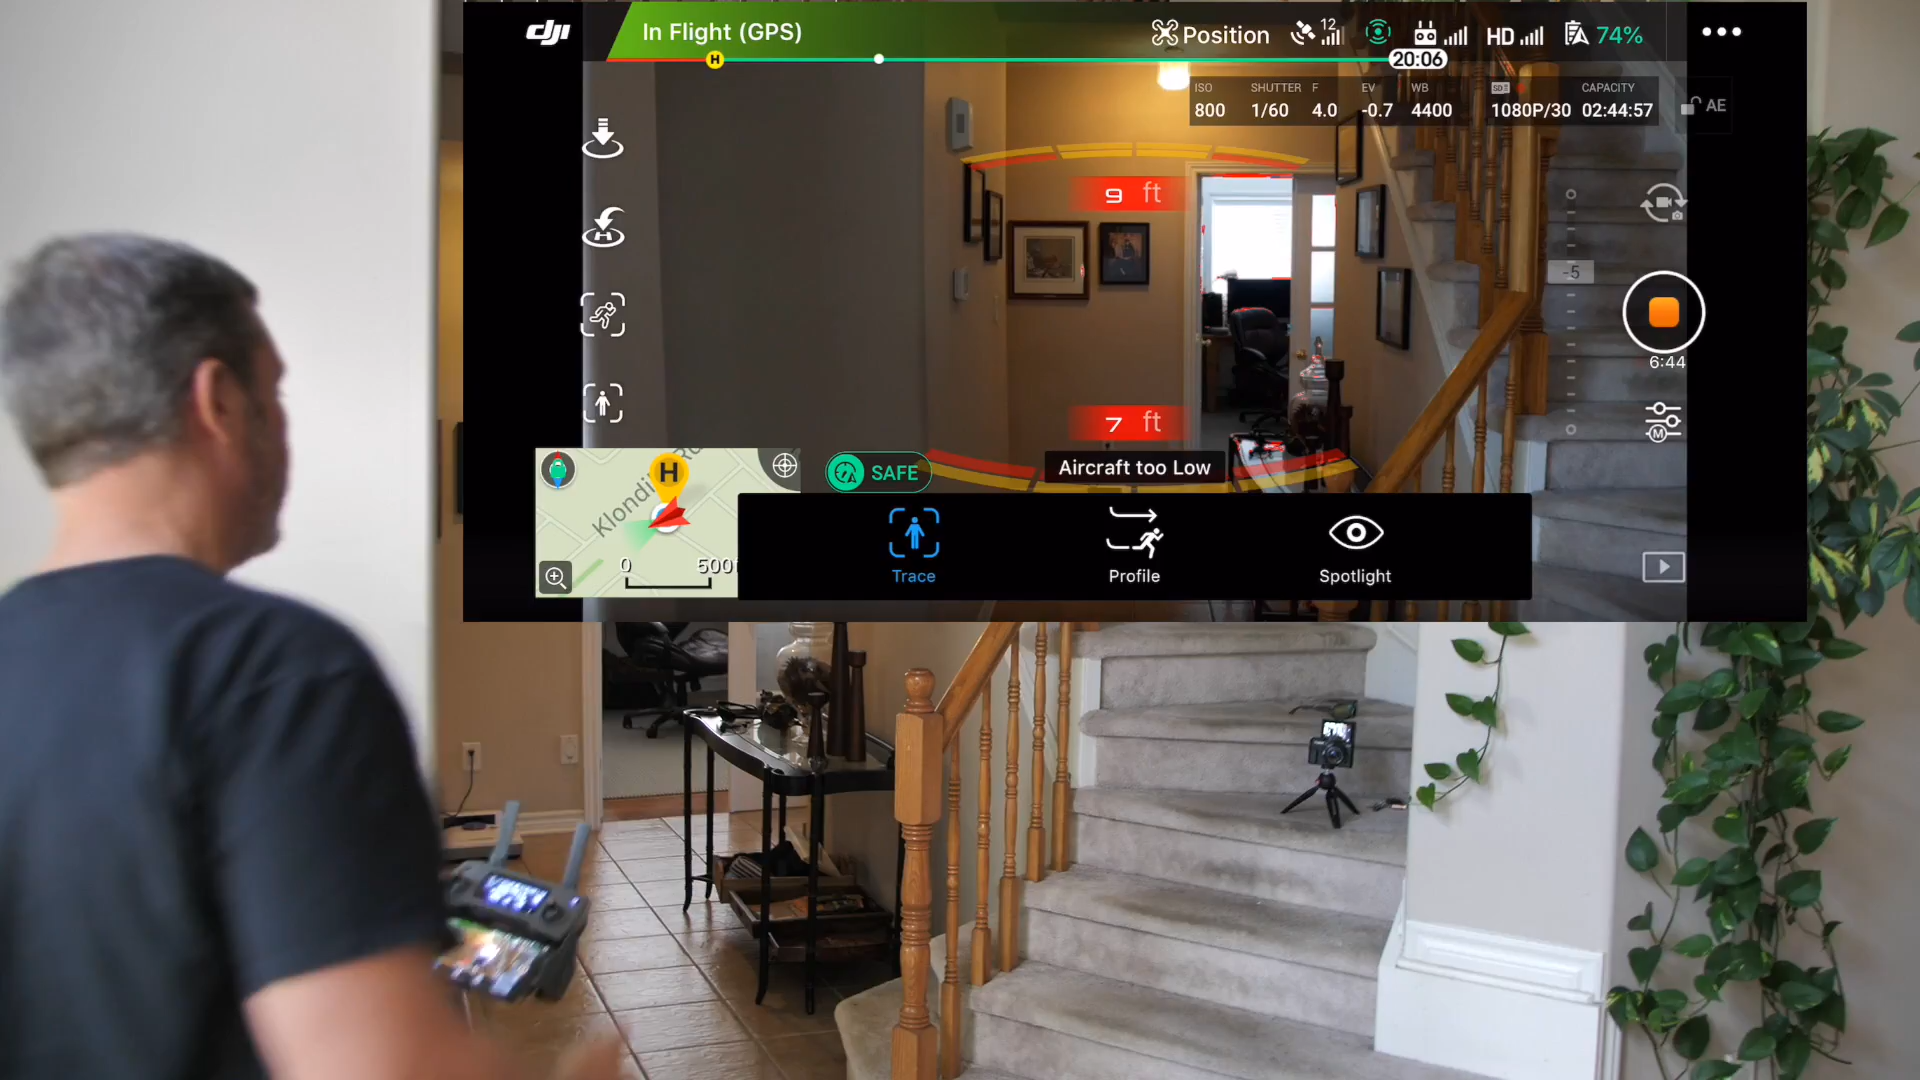 dji In Flight (GPS) Position 12 HD 74%
H 20:06
ISO SHUTTER F EV WB SD CAPACITY
800 1/60 4.0 -0.7 4400 1080P/30 02:44:57 AE
9 ft
-5
6:44
7 ft
M
H
SAFE
Aircraft too Low
0 500
Trace Profile Spotlight